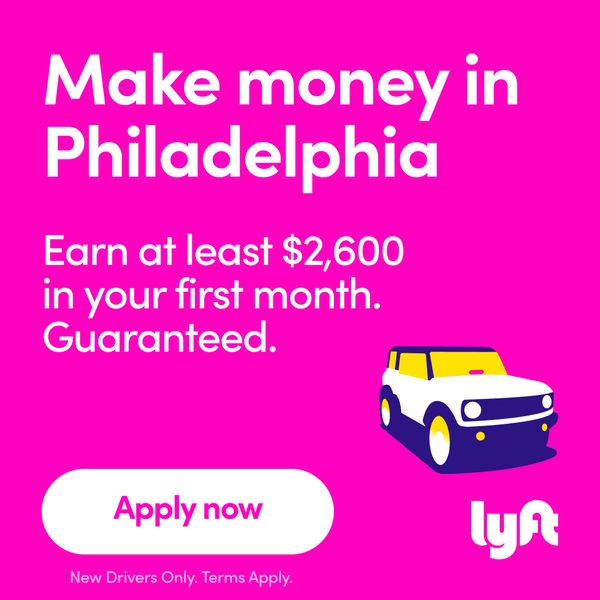 Make money in
Philadelphia
Earn at least $2,600
in your first month.
Guaranteed.
Apply now
lyft
New Drivers Only. Terms Apply.